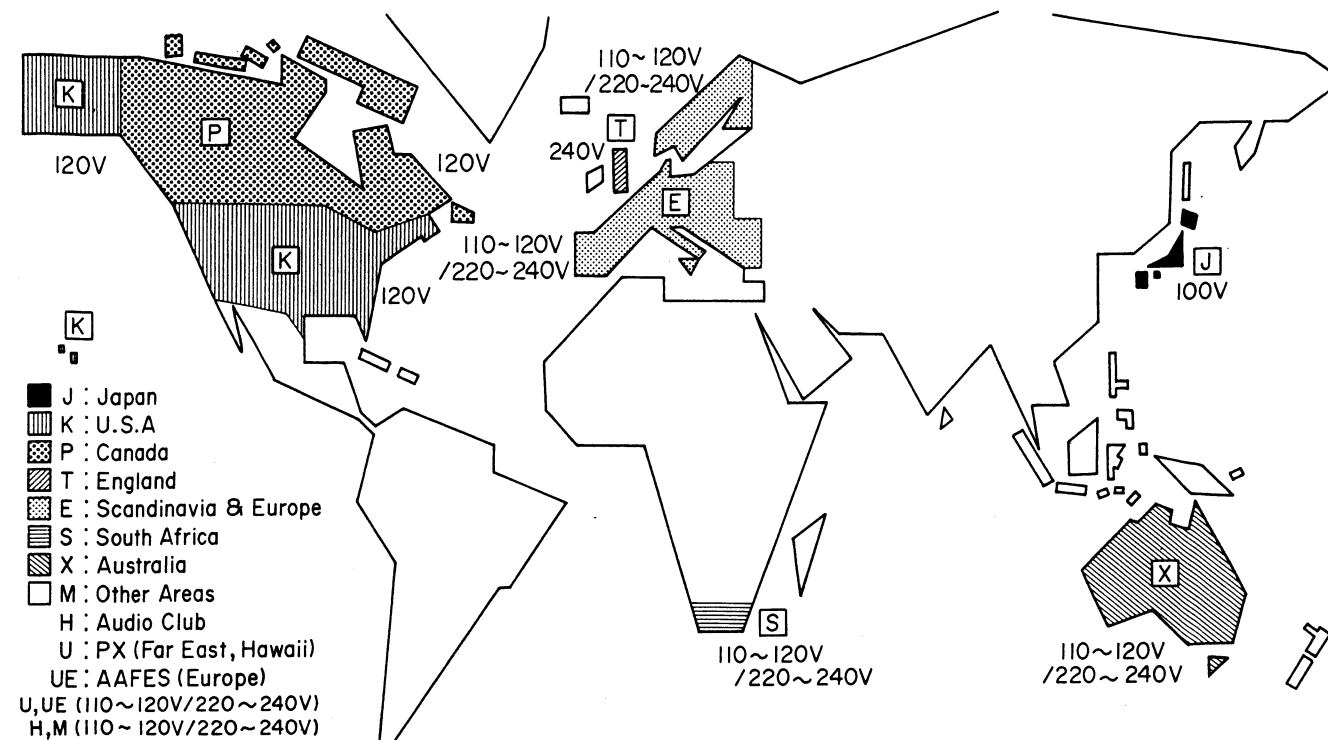 110~120V
/220~240V
K
P
T
120V
120V
240V
E
110~120V
/220~240V
K
J
120V
100V
K
J : Japan
K : U.S.A
P : Canada
T : England
E : Scandinavia & Europe
S : South Africa
X : Australia
M : Other Areas
H : Audio Club
U : PX (Far East, Hawaii)
UE : AAFES (Europe)
U,UE (110~120V/220~240V)
H,M (110~120V/220~240V)
X
S
110~120V
/220~240V
110~120V
/220~240V